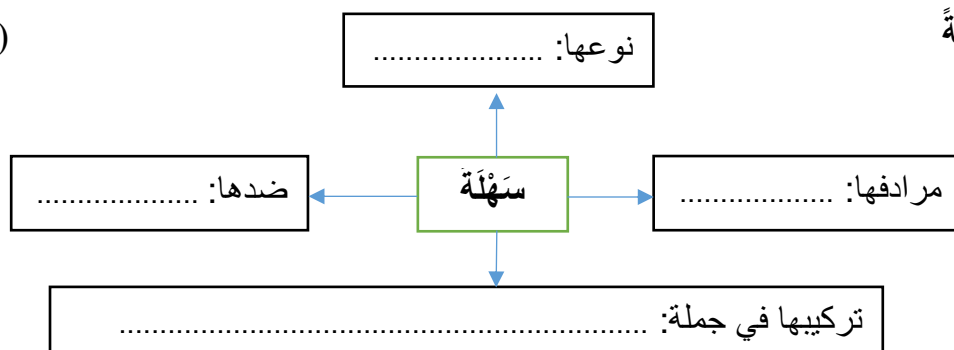 نوعها: .....................
مرادفها: ...................
سَهْلَة
ضدها: ....................
تركيبها في جملة: .................................................................